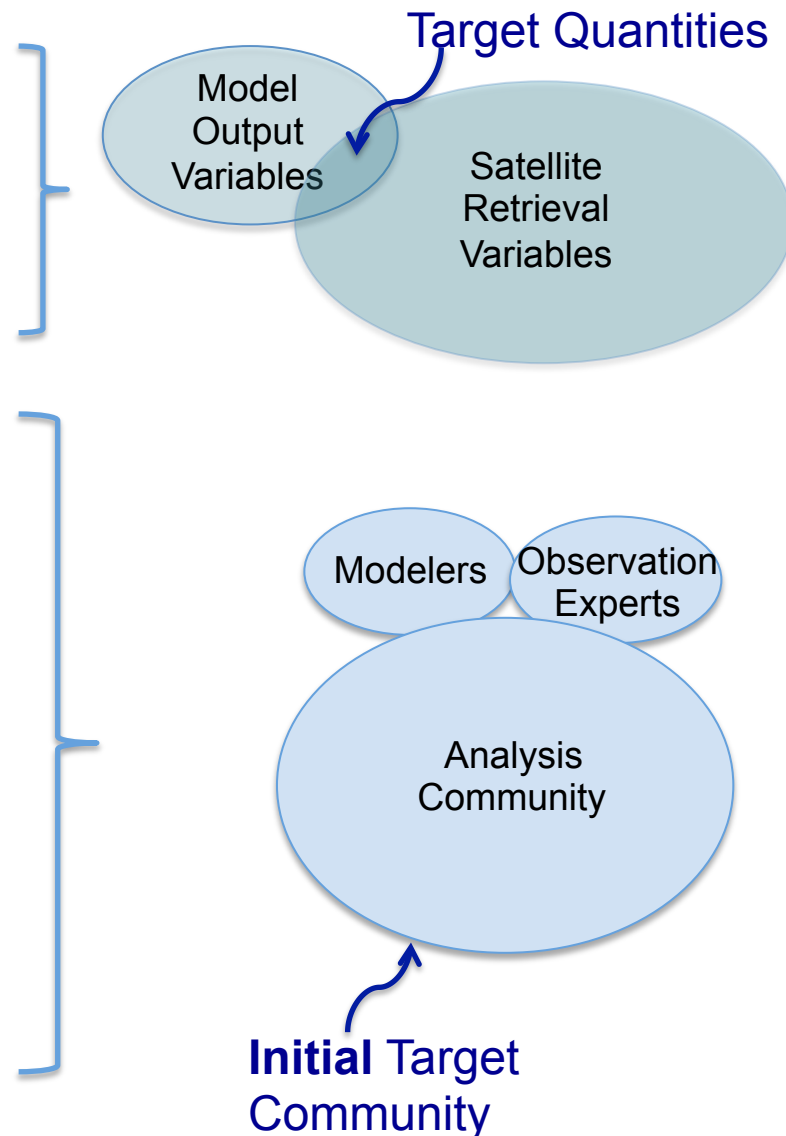 Target Quantities
Model
Output
Variables
Satellite
Retrieval
Variables
Modelers
Observation
Experts
Analysis
Community
Initial Target
Community